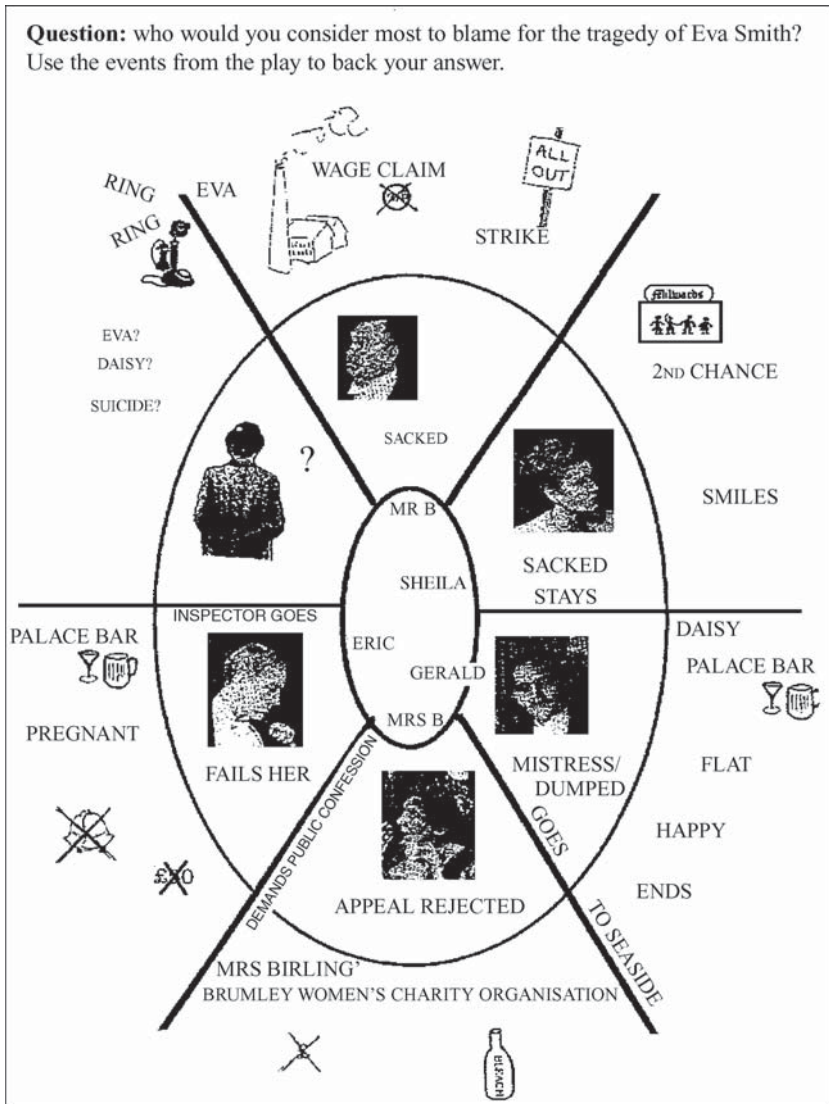 Question: who would you consider most to blame for the tragedy of Eva Smith?
Use the events from the play to back your answer.
RING
RING
EVA
WAGE CLAIM
ALL
OUT
STRIKE
EVA?
DAISY?
SUICIDE?
?
SACKED
Milwards
2ND CHANCE
SMILES
SACKED
STAYS
MR B
SHEILA
ERIC
GERALD
MRS B
INSPECTOR GOES
PALACE BAR
PREGNANT
FAILS HER
£50
DEMANDS PUBLIC CONFESSION
DAISY
PALACE BAR
MISTRESS/
DUMPED
FLAT
HAPPY
ENDS
GOES
TO SEASIDE
APPEAL REJECTED
MRS BIRLING'
BRUMLEY WOMEN'S CHARITY ORGANISATION
£
BLEACH